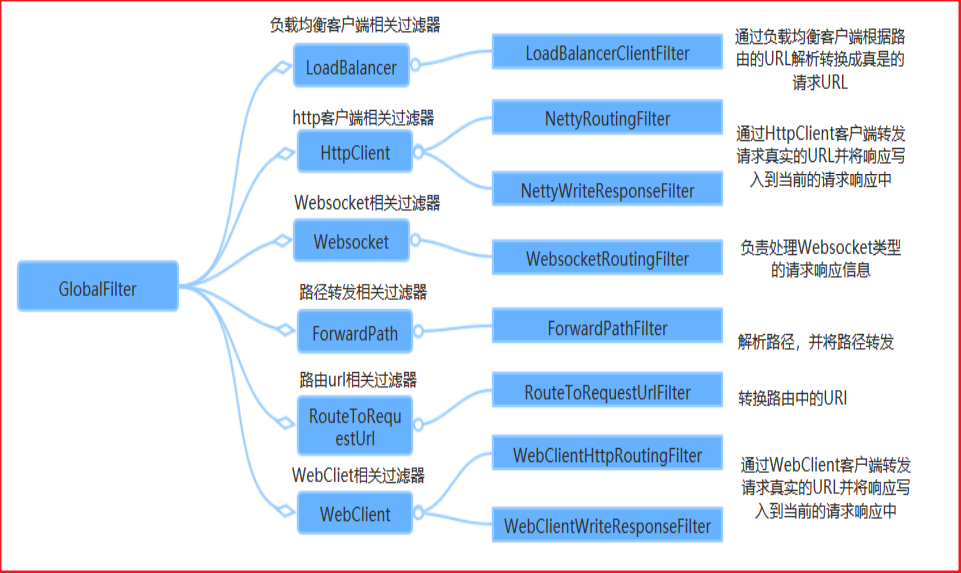 GlobalFilter
负载均衡客户端相关过滤器
LoadBalancer
LoadBalancerClientFilter
通过负载均衡客户端根据路
由的URL解析转换成真是的
请求URL
http客户端相关过滤器
HttpClient
NettyRoutingFilter
NettyWriteResponseFilter
通过HttpClient客户端转发
请求真实的URL并将响应写
入到当前的请求响应中
Websocket相关过滤器
Websocket
WebsocketRoutingFilter
负责处理Websocket类型
的请求响应信息
路径转发相关过滤器
ForwardPath
ForwardPathFilter
解析路径，并将路径转发
路由url相关过滤器
RouteToRequ
estUrl
RouteToRequestUrlFilter
转换路由中的URI
WebCliet相关过滤器
WebClient
WebClientHttpRoutingFilter
WebClientWriteResponseFilter
通过WebClient客户端转发
请求真实的URL并将响应写
入到当前的请求响应中